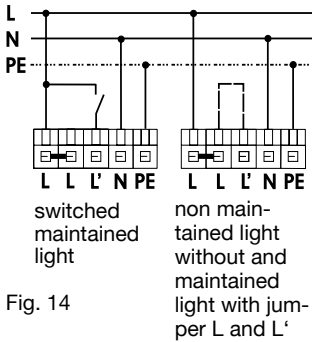 L
N
PE
L L L' N PE
L L L' N PE
switched
maintained
light
non main-
tained light
without and
maintained
light with jum-
per L and L‘
Fig. 14